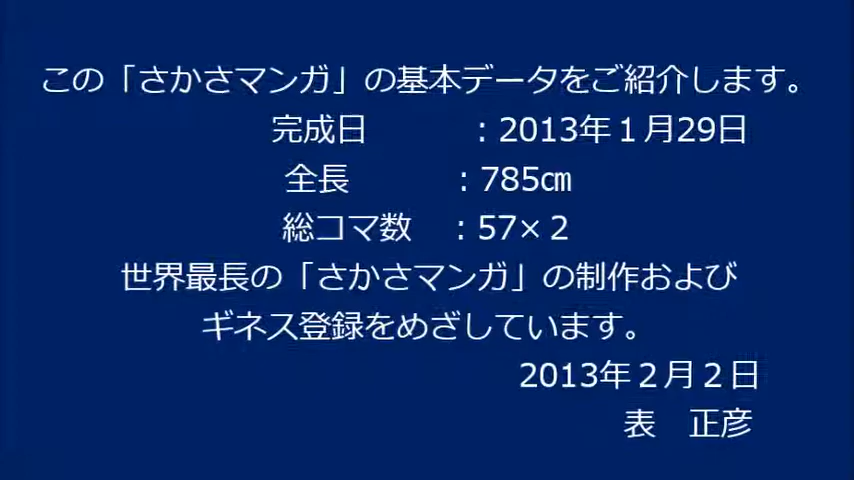 この「さかさマンガ」の基本データをご紹介します。
完成日　　　：2013年１月29日
全長　　　：785㎝
総コマ数　：57×２
世界最長の「さかさマンガ」の制作および
ギネス登録をめざしています。
2013年２月２日
表　正彦